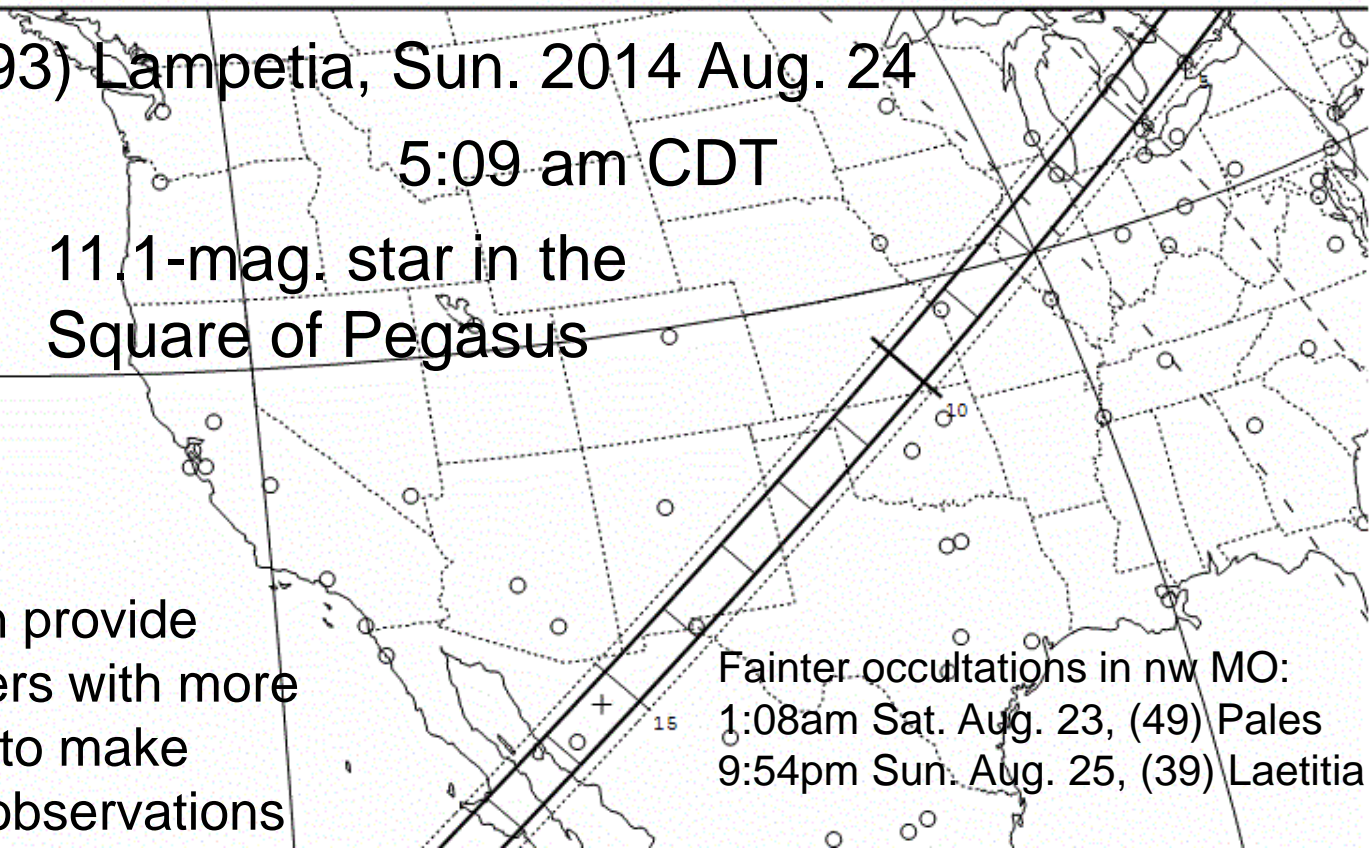 93) Lampetia, Sun. 2014 Aug. 24
5
5:09 am CDT
11.1-mag. star in the
Square of Pegasus
10
n provide
ers with more
to make
observations
15
Fainter occultations in nw MO:
1:08am Sat. Aug. 23, (49) Pales
9:54pm Sun. Aug. 25, (39) Laetitia